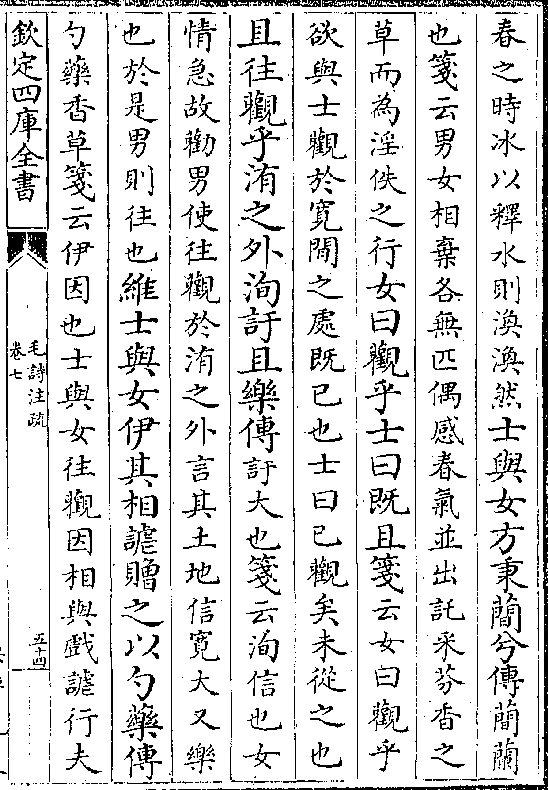 春之時冰以釋水則渙渙然士與女方秉蕑兮傳蕑蘭
也箋云男女相棄各無匹偶感春氣並出託采芬香之
草而為淫佚之行女曰觀乎士曰既且箋云女曰觀乎
欲與士觀於寛閒之處既已也士曰已觀矣未從之也
且往觀乎洧之外洵訏且樂傳訏大也箋云洵信也女
情急故勸男使往觀於洧之外言其土地信寛大又樂
也於是男則往也維士與女伊其相謔贈之以勺藥傳
勺藥香草箋云伊因也士與女往觀因相與戲謔行夫
欽定四庫全書
毛詩注疏
卷七
五十四